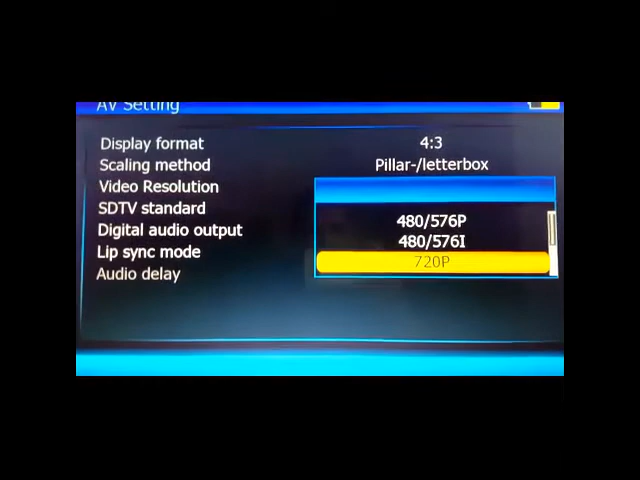 AV Setting
Display format 4:3
Scaling method Pillar-/letterbox
Video Resolution
SDTV standard
480/576P
Digital audio output
480/576I
Lip sync mode
720P
Audio delay